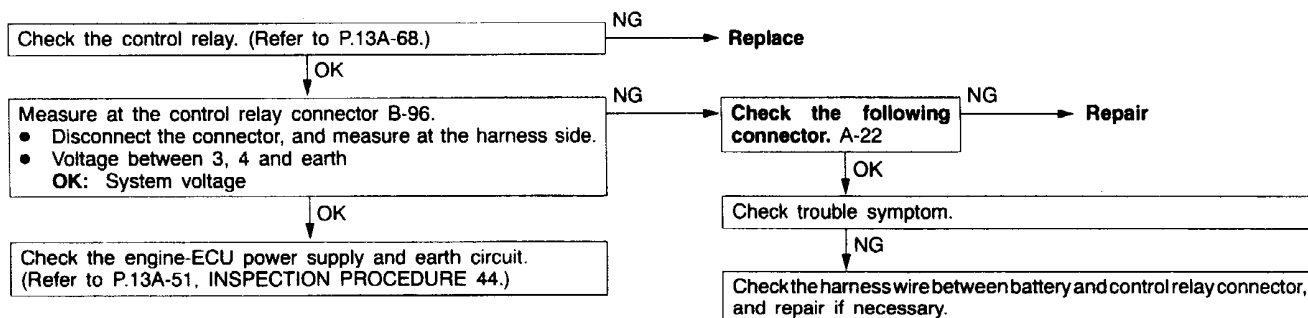 Check the control relay. (Refer to P.13A-68.)
NG
Replace
OK
Measure at the control relay connector B-96.
● Disconnect the connector, and measure at the harness side.
● Voltage between 3, 4 and earth
OK: System voltage
NG
Check the following
connector. A-22
NG
Repair
OK
Check the engine-ECU power supply and earth circuit.
(Refer to P.13A-51, INSPECTION PROCEDURE 44.)
OK
Check trouble symptom.
NG
Check the harness wire between battery and control relay connector,
and repair if necessary.